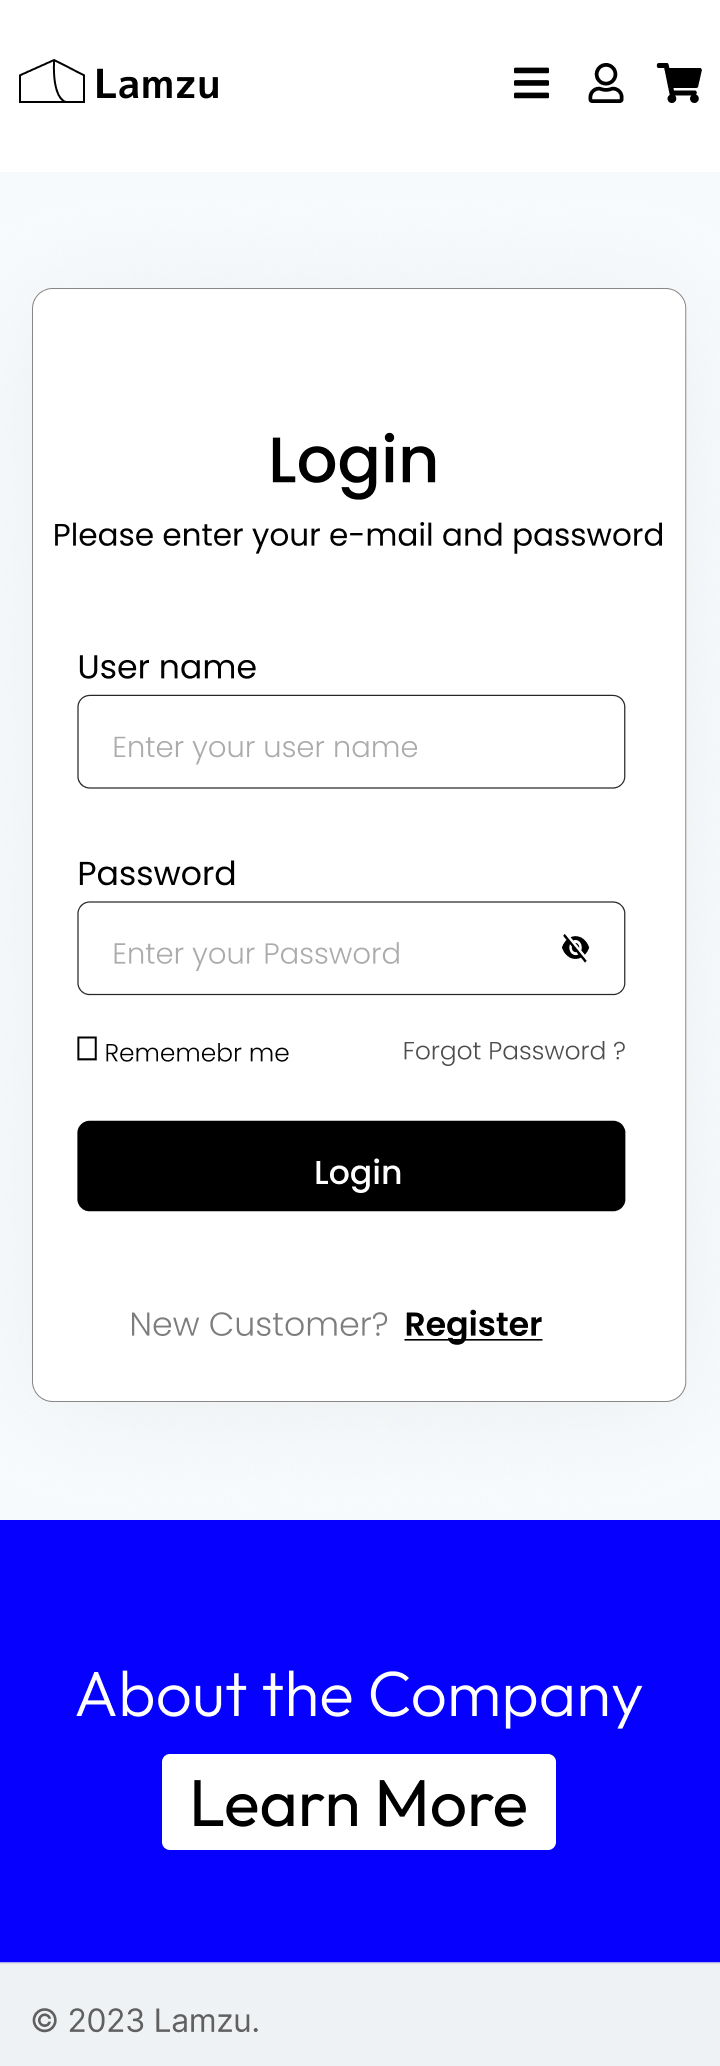 Lamzu
Login
Please enter your e-mail and password
User name
Enter your user name
Password
Enter your Password
Rememebr me
Forgot Password ?
Login
New Customer? Register
About the Company
Learn More
© 2023 Lamzu.